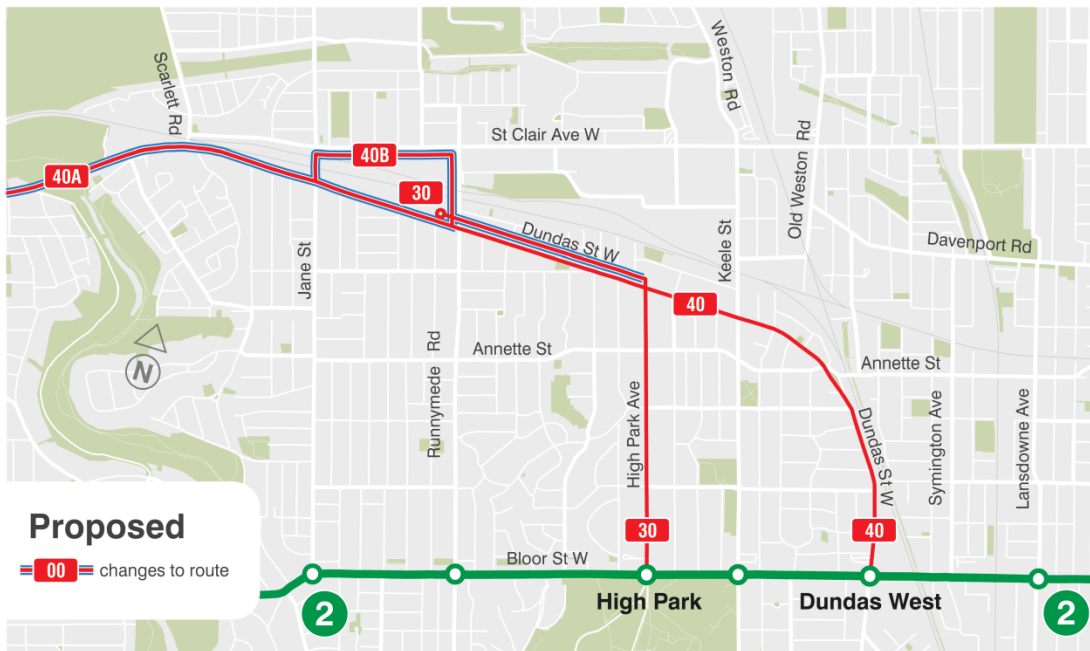 Scarlett Rd
Weston Rd
Old Weston Rd
St Clair Ave W
40B
40A
30
Dundas St W
Keele St
Davenport Rd
Jane St
40
Runnymede Rd
Annette St
Annette St
N
High Park Ave
Dundas St W
Symington Ave
Lansdowne Ave
Proposed
00 changes to route
30
40
Bloor St W
High Park
Dundas West
2
2